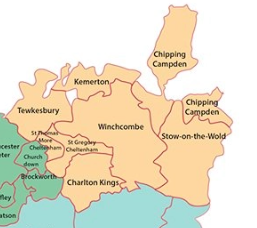 Chipping
Campden
Kemerton
Tewkesbury
Chipping
Campden
Winchcombe
Stow-on-the-Wold
St Thomas
More
Cheltenham
St Gregory
Cheltenham
Church
down
Brockworth
Charlton Kings